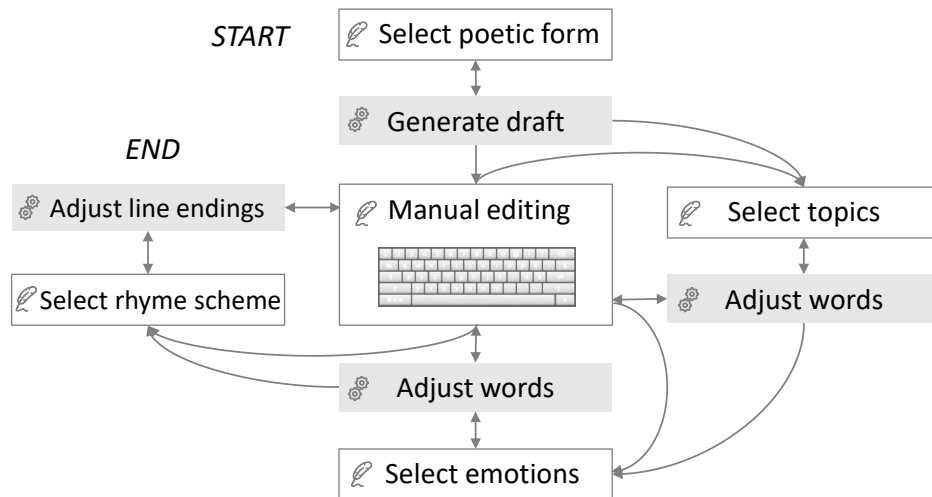 START
Select poetic form
Generate draft
END
Adjust line endings
Manual editing
Select topics
Select rhyme scheme
Adjust words
Adjust words
Select emotions